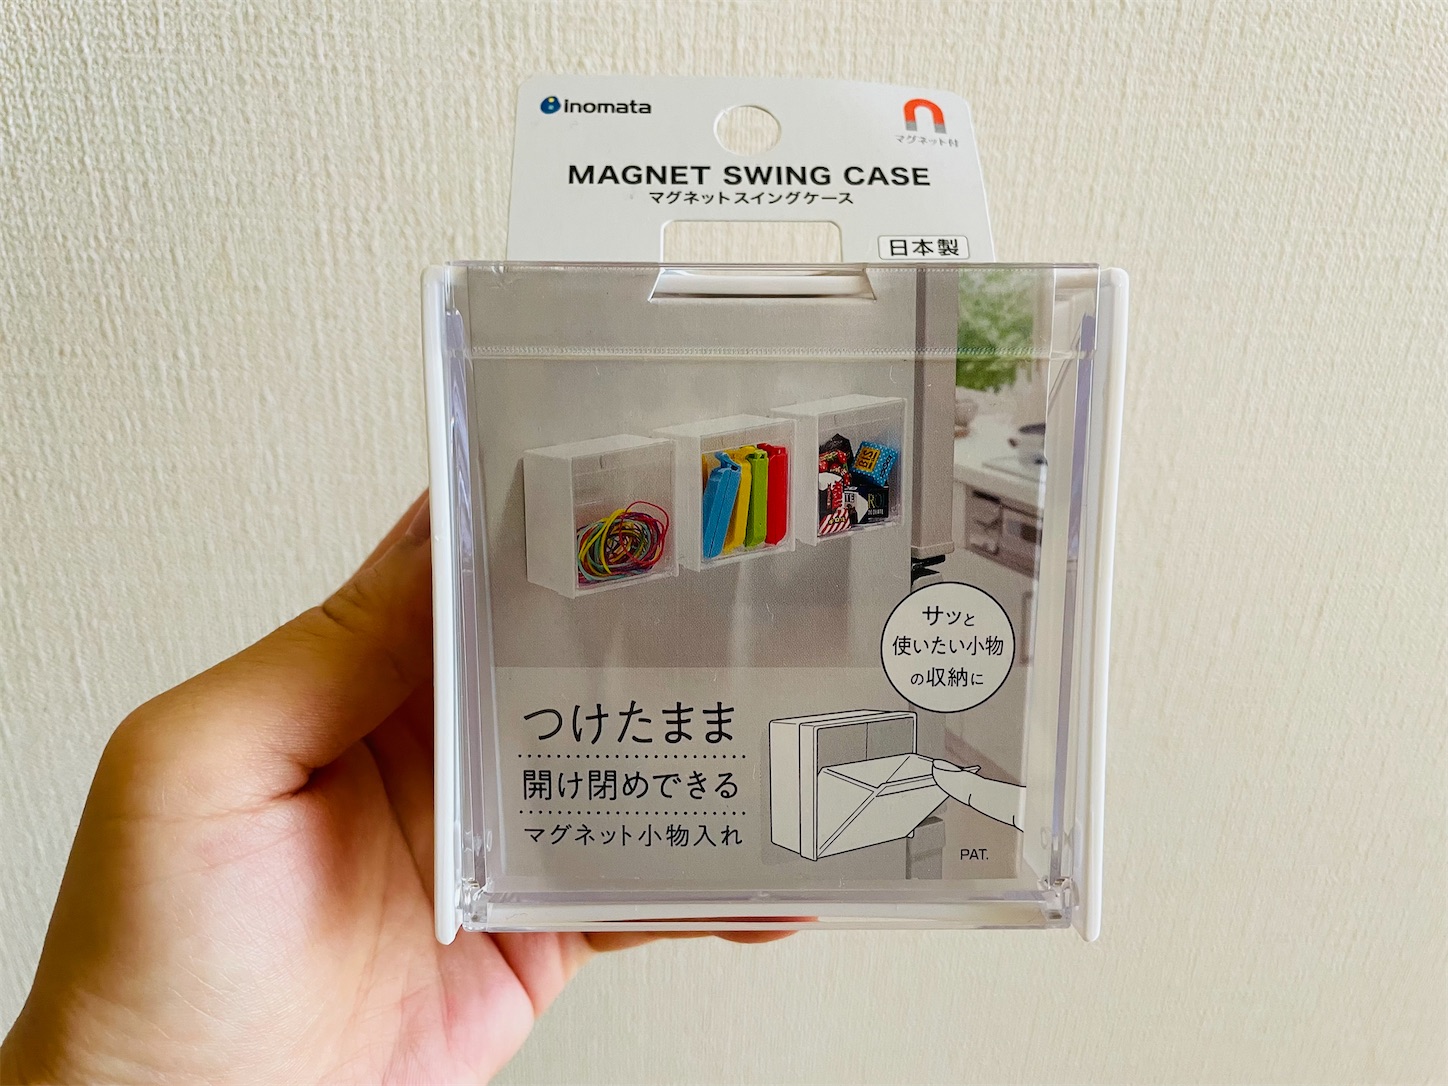 inomata
マグネット付
MAGNET SWING CASE
マグネットスイングケース
日本製
サッと
使いたい小物
の収納に
つけたまま
開け閉めできる
マグネット小物入れ
PAT.